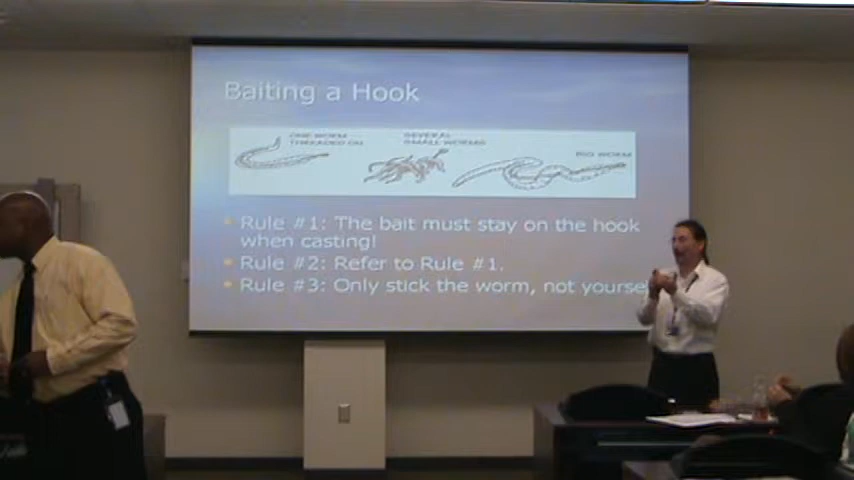 Baiting a Hook
ONE WORM SEVERAL
THREADED ON SMALL WORMS
BIG WORM
Rule #1: The bait must stay on the hook
when casting!
Rule #2: Refer to Rule #1.
Rule #3: Only stick the worm, not yourse